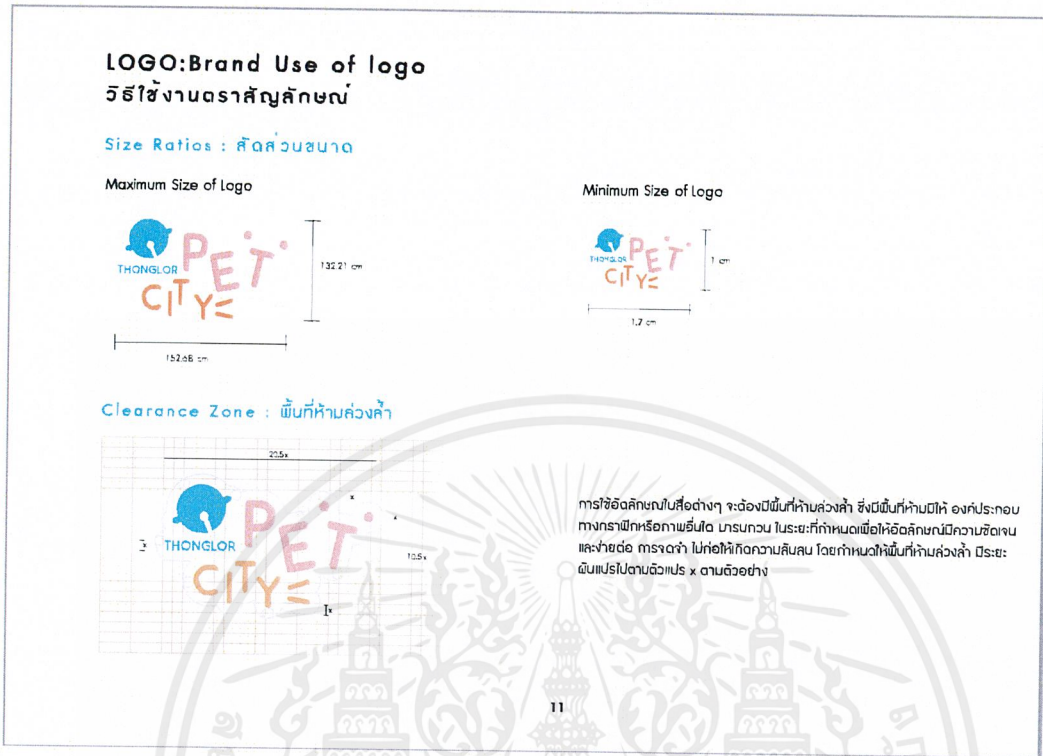 LOGO:Brand Use of logo
วิธีใช้งานตราสัญลักษณ์
Size Ratios : สัดส่วนขนาด
Maximum Size of Logo
THONGLOR
PET
CITY
132.21 cm
152.68 cm
Minimum Size of Logo
THONGLOR
PET
CITY
1 cm
1.7 cm
Clearance Zone : พื้นที่ห้ามล่วงล้ำ
20.5x
x
x
x
THONGLOR
PET
CITY
10.5x
x
การใช้อัตลักษณ์ในสื่อต่างๆ จะต้องมีพื้นที่ห้ามล่วงล้ำ ซึ่งมีพื้นที่ห้ามมิให้ องค์ประกอบ
ทางกราฟิกหรือภาพอื่นใด มารบกวน ในระยะที่กำหนดเพื่อให้อัตลักษณ์มีความชัดเจน
และง่ายต่อ การจดจำ ไม่ก่อให้เกิดความสับสน โดยกำหนดให้พื้นที่ห้ามล่วงล้ำ มีระยะ
ผันแปรไปตามตัวแปร x ตามตัวอย่าง
11